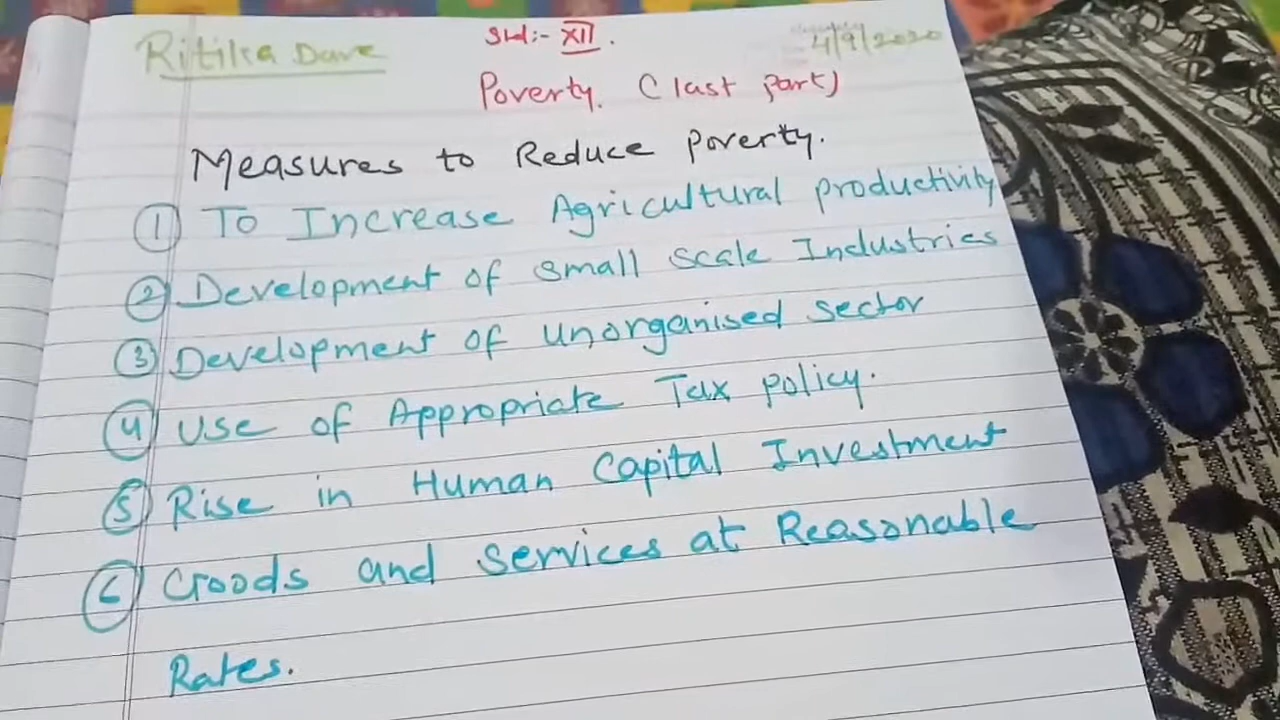 Ritika Dave
Std:- XII.
4/9/2020
Poverty. (last part)
Measures to Reduce poverty.
① To Increase Agricultural productivity
② Development of small scale Industries
③ Development of unorganised sector
④ Use of Appropriate Tax policy.
⑤ Rise in Human Capital Investment
⑥ Goods and services at Reasonable
Rates.